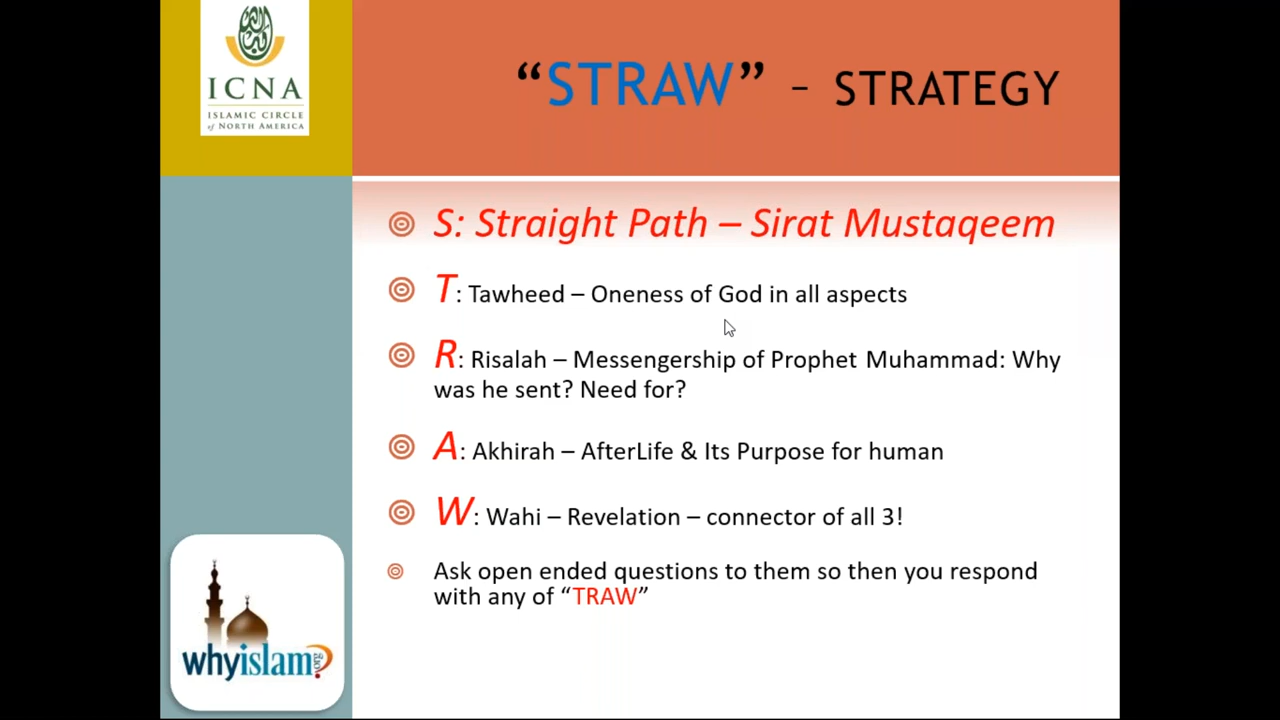 ICNA
ISLAMIC CIRCLE
of NORTH AMERICA
“STRAW” – STRATEGY
S: Straight Path – Sirat Mustaqeem
T: Tawheed – Oneness of God in all aspects
R: Risalah – Messengership of Prophet Muhammad: Why
was he sent? Need for?
A: Akhirah – AfterLife & Its Purpose for human
W: Wahi – Revelation – connector of all 3!
Ask open ended questions to them so then you respond
with any of “TRAW”
whyislam?.org